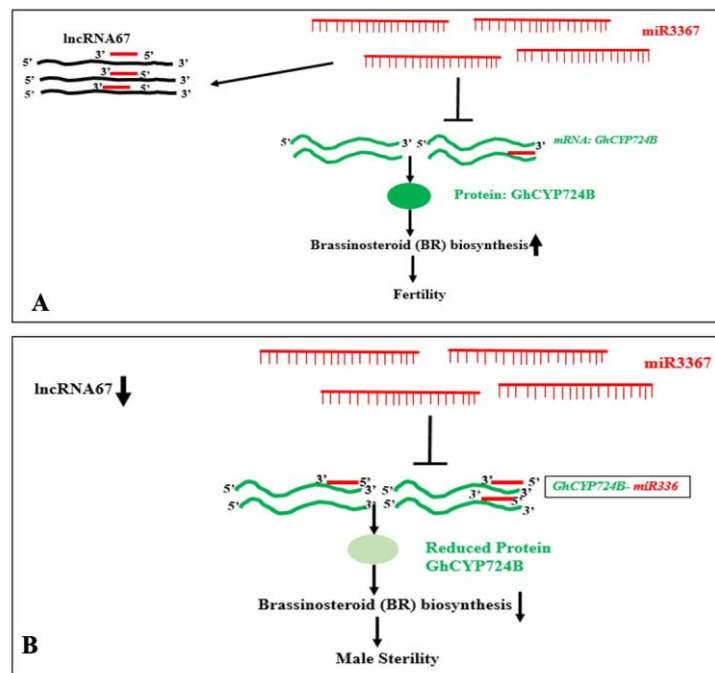 lncRNA67
3' 5'
5' 3'
3' 5'
5' 3'
3' 5'
5' 3'
miR3367
5' 3' 5' 3'
mRNA: GhCYP724B
Protein: GhCYP724B
Brassinosteroid (BR) biosynthesis
Fertility
A
miR3367
lncRNA67
3' 5' 3' 5'
5' 3' 5' 3'
3' 5'
5' 3' 5' 3'
GhCYP724B- miR336
Reduced Protein
GhCYP724B
Brassinosteroid (BR) biosynthesis
Male Sterility
B